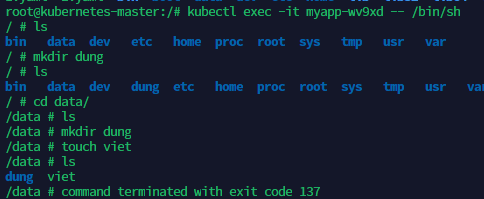 root@kubernetes-master:/# kubectl exec -it myapp-wv9xd -- /bin/sh
/ # ls
bin data dev etc home proc root sys tmp usr var
/ # mkdir dung
/ # ls
bin data dev dung etc home proc root sys tmp usr va
/ # cd data/
/data # ls
/data # mkdir dung
/data # touch viet
/data # ls
dung viet
/data # command terminated with exit code 137